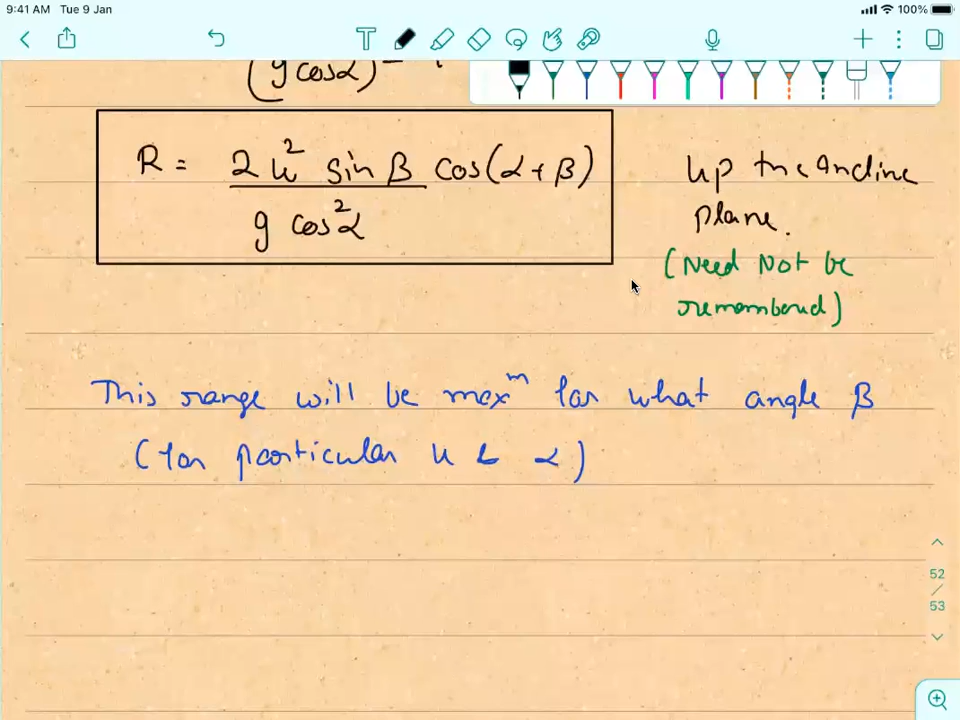 9:41 AM Tue 9 Jan 100%
(g cosα)
R = 2u² sin β cos(α + β)
g cos²α
up the incline
plane.
(Need Not be
remembered)
This range will be maxᵐ for what angle β
(for particular u & α)
52
/
53